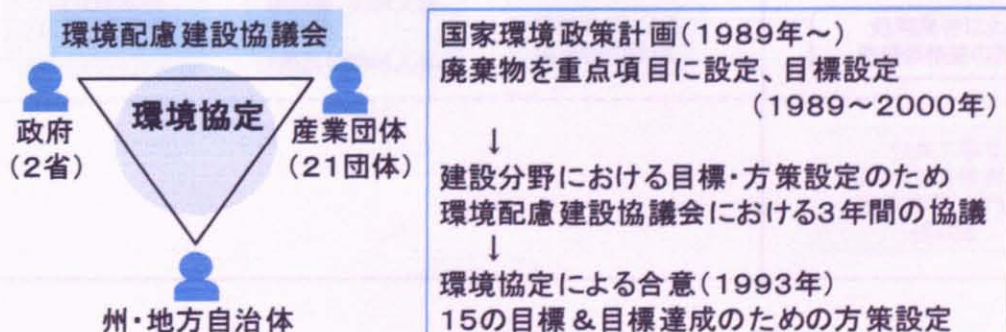 環境配慮建設協議会
環境協定
政府
(2省)
産業団体
(21団体)
州・地方自治体
国家環境政策計画(1989年～)
廃棄物を重点項目に設定、目標設定
(1989～2000年)
↓
建設分野における目標・方策設定のため
環境配慮建設協議会における3年間の協議
↓
環境協定による合意(1993年)
15の目標＆目標達成のための方策設定